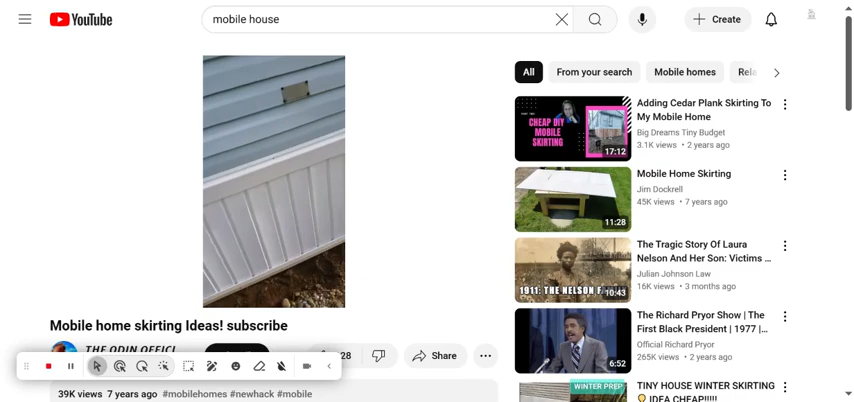 YouTube
mobile house
Create
Mobile home skirting Ideas! subscribe
28
Share
39K views 7 years ago #mobilehomes #newhack #mobile
All
From your search
Mobile homes
Rela
CHEAP DIY
MOBILE
SKIRTING
17:12
Adding Cedar Plank Skirting To
My Mobile Home
Big Dreams Tiny Budget
3.1K views • 2 years ago
11:28
Mobile Home Skirting
Jim Dockrell
45K views • 7 years ago
1911: THE NELSON
10:43
The Tragic Story Of Laura
Nelson And Her Son: Victims ...
Julian Johnson Law
16K views • 3 months ago
6:52
The Richard Pryor Show | The
First Black President | 1977 |...
Official Richard Pryor
265K views • 2 years ago
WINTER PREP
TINY HOUSE WINTER SKIRTING
IDEA CHEAP!!!!!